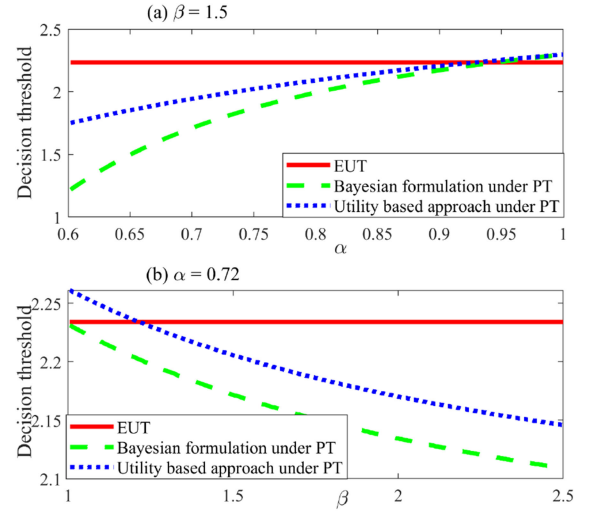 (a) β = 1.5
Decision threshold
2.5
2
1.5
1
EUT
Bayesian formulation under PT
Utility based approach under PT
0.6 0.65 0.7 0.75 0.8 0.85 0.9 0.95 1
α
(b) α = 0.72
Decision threshold
2.25
2.2
2.15
2.1
EUT
Bayesian formulation under PT
Utility based approach under PT
1 1.5 2 2.5
β